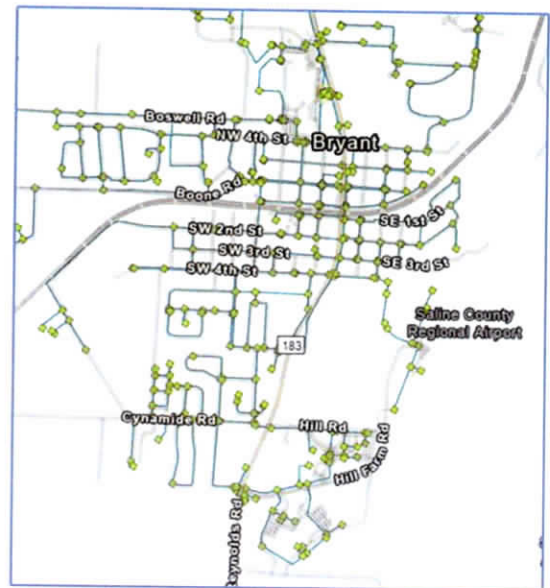 Boswell Rd
NW 4th St
Bryant
Boone Rd
SE 1st St
SW 2nd St
SW 3rd St
SE 3rd St
SW 4th St
Saline County
Regional Airport
183
Cynamide Rd
Hill Rd
Hill Farm Rd
Reynolds Rd